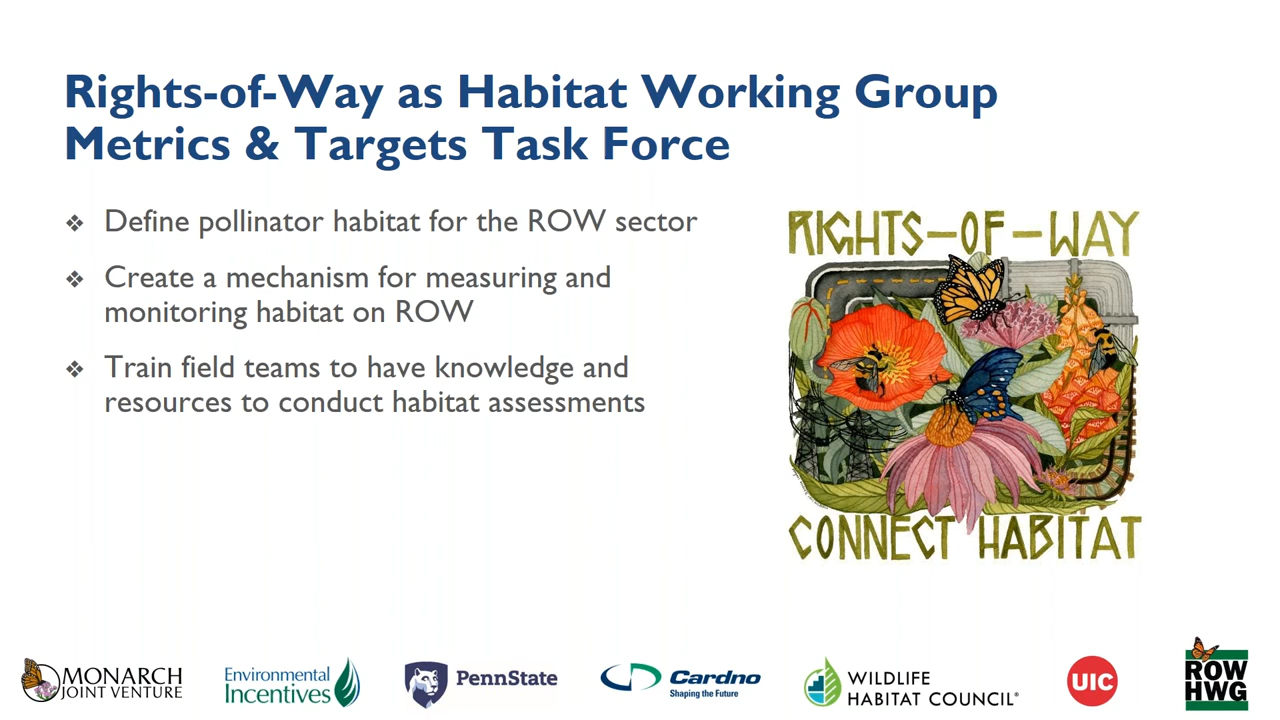 Rights-of-Way as Habitat Working Group
Metrics & Targets Task Force
❖ Define pollinator habitat for the ROW sector
❖ Create a mechanism for measuring and
monitoring habitat on ROW
❖ Train field teams to have knowledge and
resources to conduct habitat assessments
RIGHTS-OF-WAY
CONNECT HABITAT
MONARCH
JOINT VENTURE
Environmental
Incentives
PennState
Cardno
Shaping the Future
WILDLIFE
HABITAT COUNCIL®
UIC
ROW
HWG